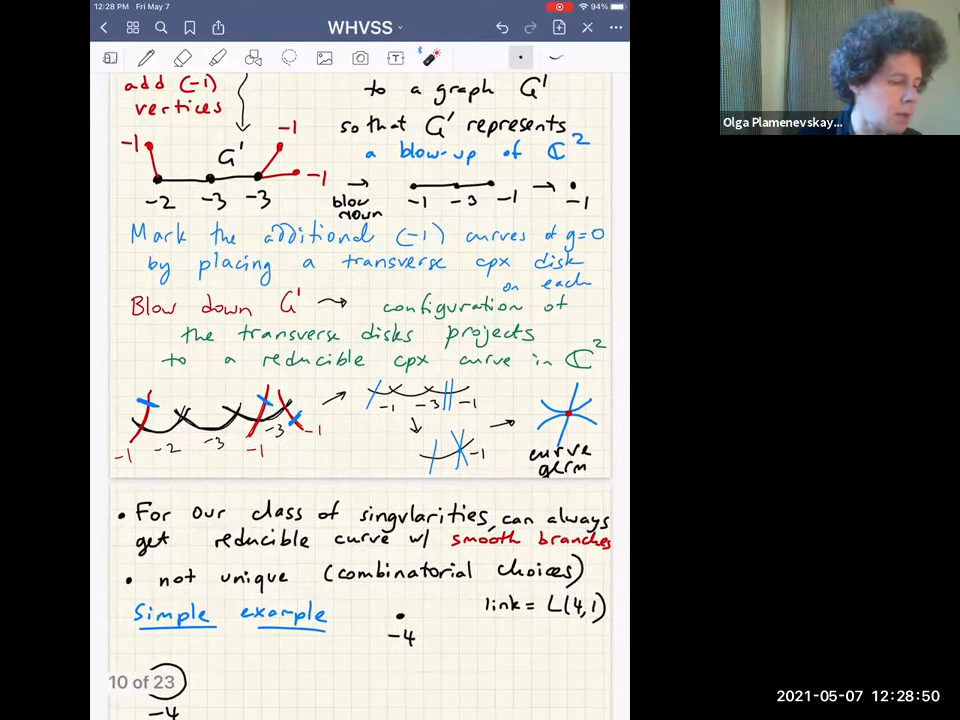 12:28 PM Fri May 7
94%
WHVSS
add (-1)
vertices
to a graph G'
so that G' represents
a blow-up of ℂ²
-1
G'
-1
-1
-2 -3 -3
blow
down
-1 -3 -1
-1
Mark the additional (-1) curves of g=0
by placing a transverse cpx disk
on each
Blow down G' → configuration of
the transverse disks projects
to a reducible cpx curve in ℂ²
-1 -2 -3 -1 -3 -1
-1 -3 -1
-1
curve
germ
• For our class of singularities, can always
get reducible curve w/ smooth branches
• not unique (combinatorial choices)
Simple example
-4
link = L(4,1)
10 of 23
-4
Olga Plamenevskay...
2021-05-07 12:28:50